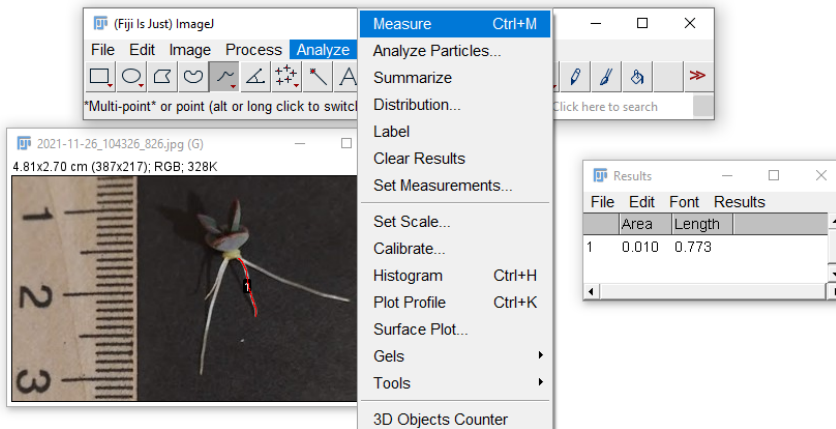 (Fiji Is Just) ImageJ
File Edit Image Process Analyze
A
*Multi-point* or point (alt or long click to switc
Click here to search
Measure Ctrl+M
Analyze Particles...
Summarize
Distribution...
Label
Clear Results
Set Measurements...
Set Scale...
Calibrate...
Histogram Ctrl+H
Plot Profile Ctrl+K
Surface Plot...
Gels
Tools
3D Objects Counter
2021-11-26_104326_826.jpg (G)
4.81x2.70 cm (387x217); RGB; 328K
1
2
3
1
Results
File Edit Font Results
Area Length
1 0.010 0.773